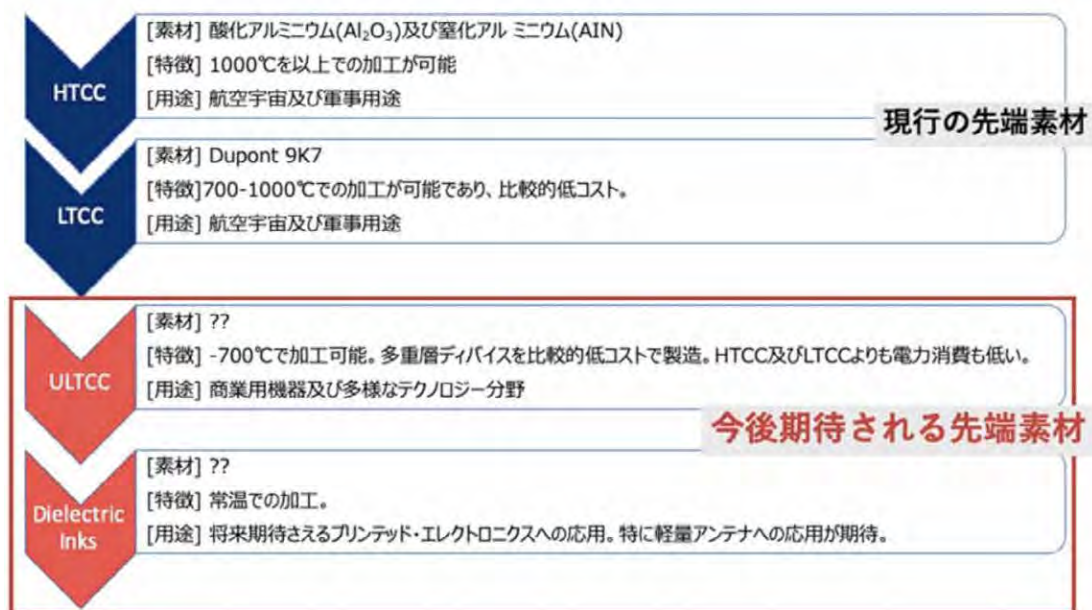 HTCC
[素材] 酸化アルミニウム(Al₂O₃)及び窒化アル ミニウム(AIN)
[特徴] 1000℃を以上での加工が可能
[用途] 航空宇宙及び軍事用途
現行の先端素材
LTCC
[素材] Dupont 9K7
[特徴]700-1000℃での加工が可能であり、比較的低コスト。
[用途] 航空宇宙及び軍事用途
ULTCC
[素材] ??
[特徴] -700℃で加工可能。多重層ディバイスを比較的低コストで製造。HTCC及びLTCCよりも電力消費も低い。
[用途] 商業用機器及び多様なテクノロジー分野
今後期待される先端素材
Dielectric
Inks
[素材] ??
[特徴] 常温での加工。
[用途] 将来期待さえるプリンテッド・エレクトロニクスへの応用。特に軽量アンテナへの応用が期待。